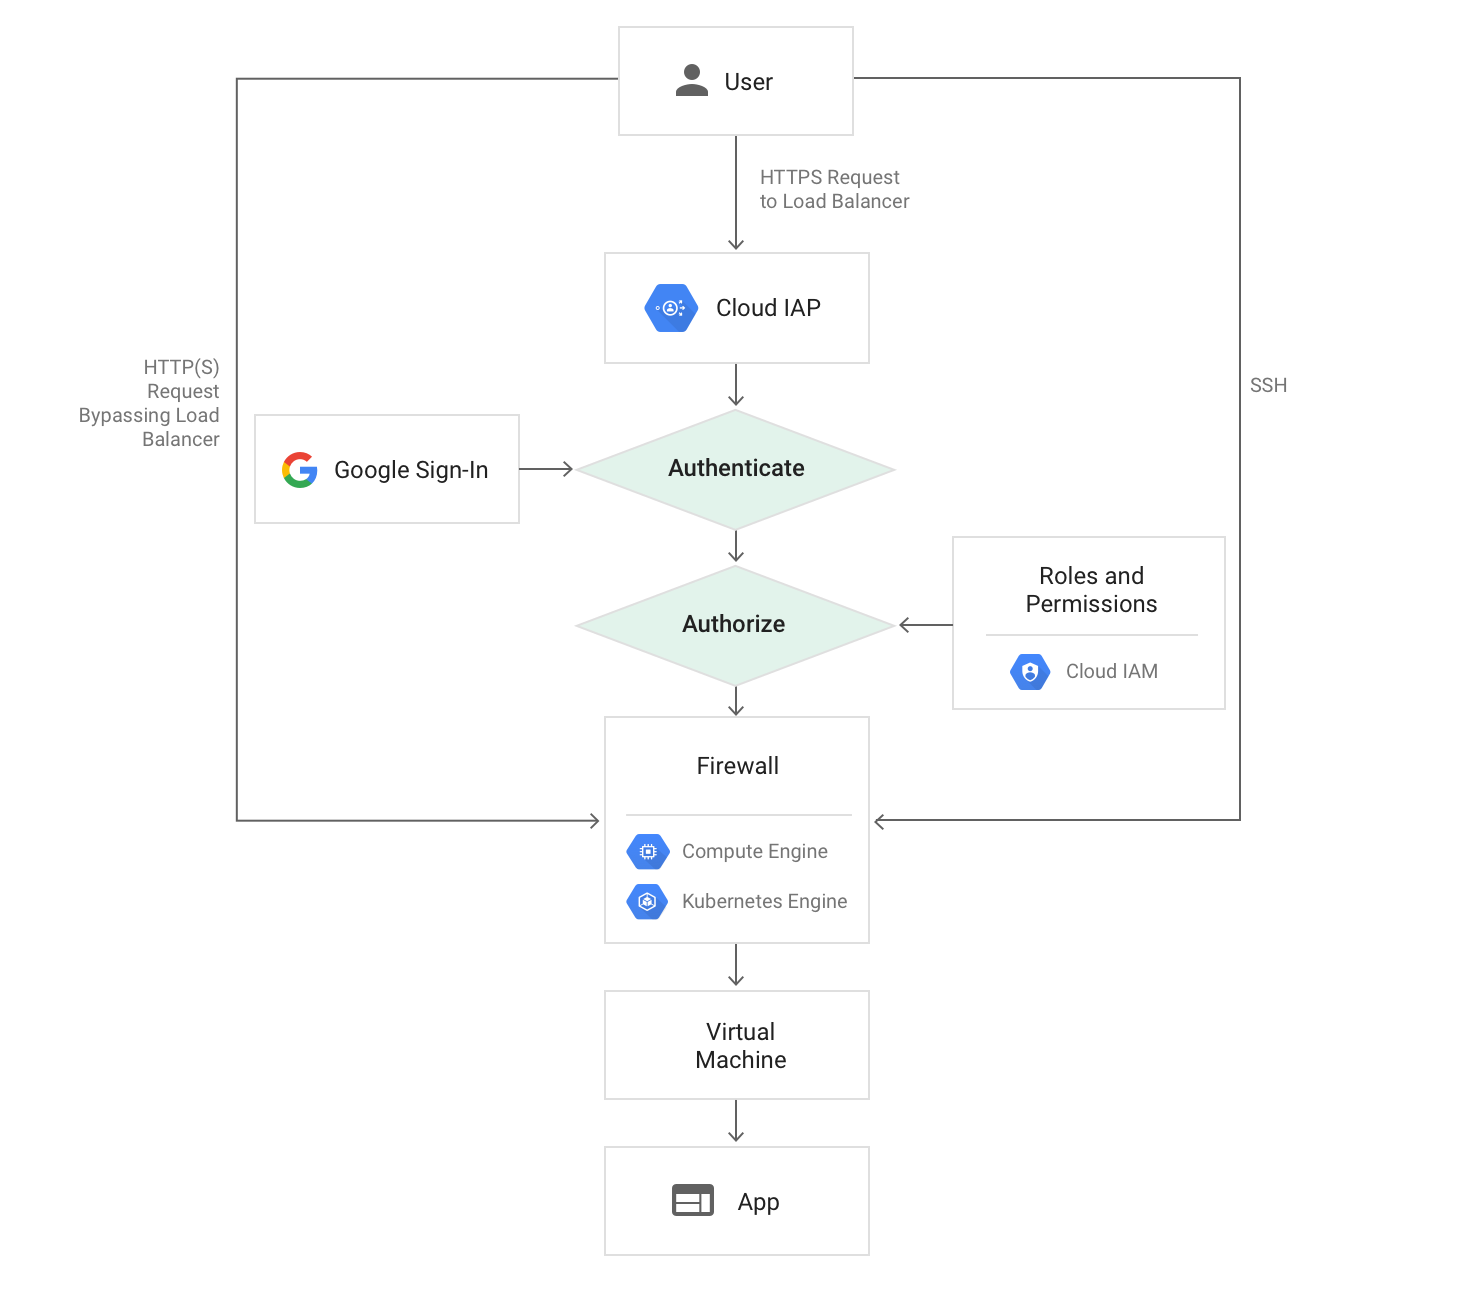 User
HTTPS Request
to Load Balancer
Cloud IAP
HTTP(S)
Request
Bypassing Load
Balancer
SSH
Google Sign-In
Authenticate
Roles and
Permissions
Cloud IAM
Authorize
Firewall
Compute Engine
Kubernetes Engine
Virtual
Machine
App